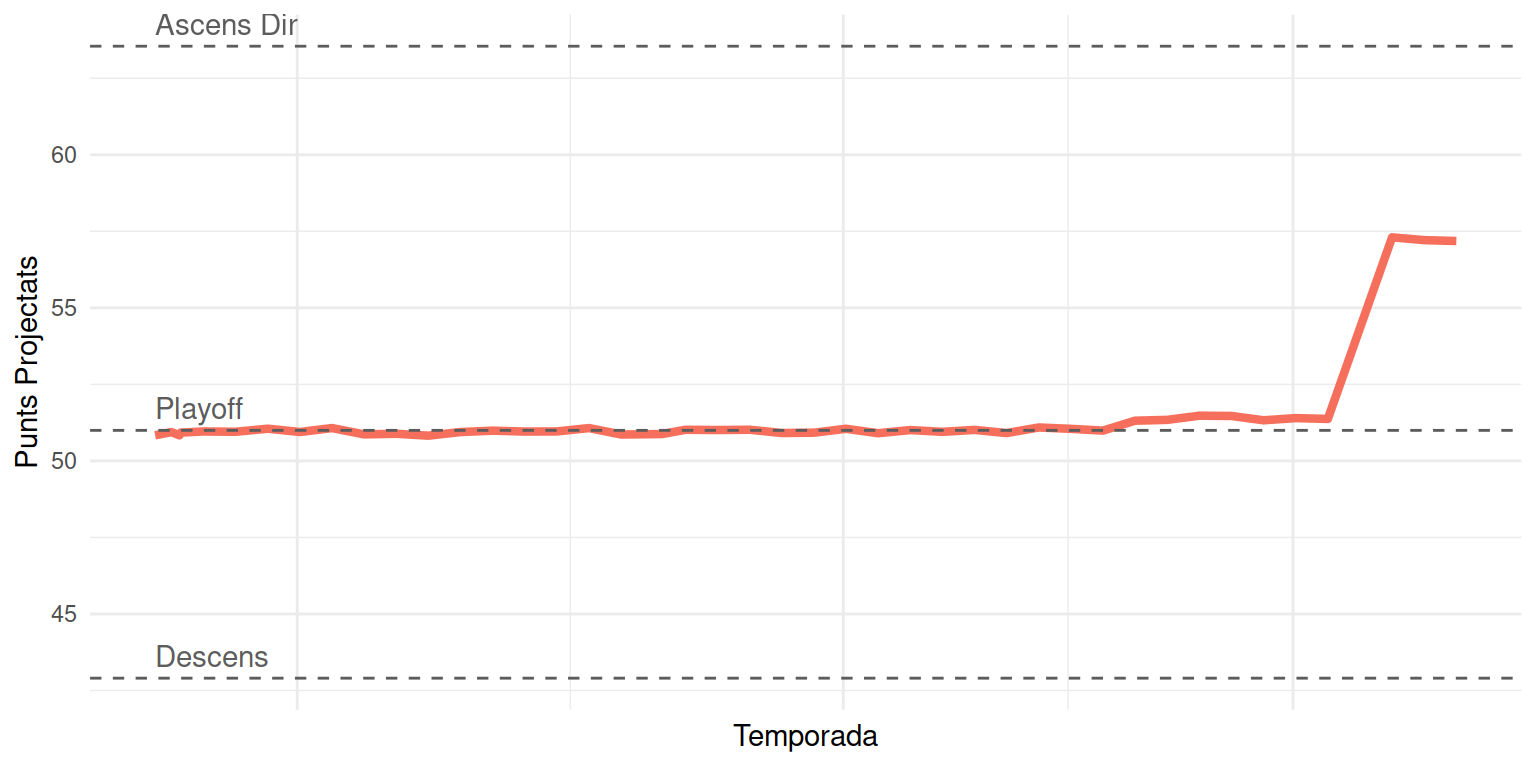 Ascens Dir
60
55
Playoff
50
45
Descens
Punts Projectats
Temporada